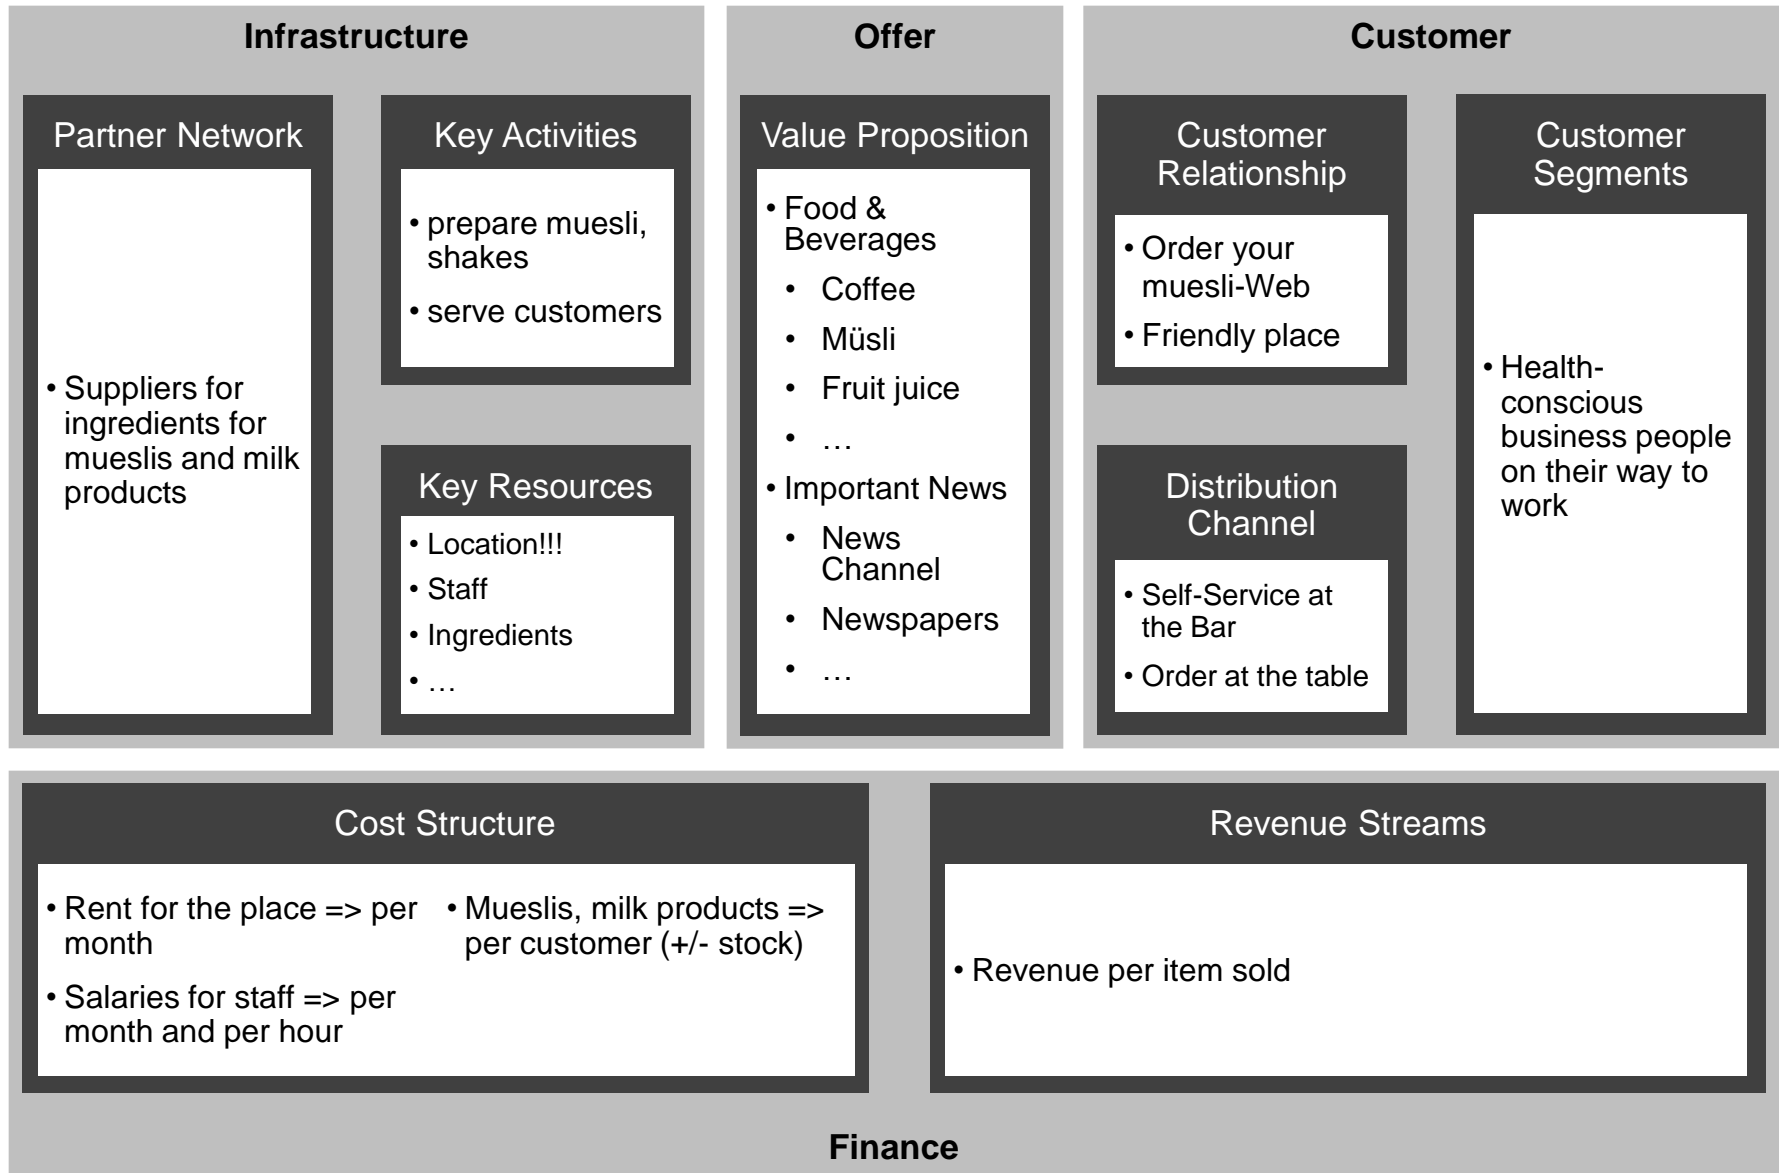 Infrastructure
Partner Network
• Suppliers for
ingredients for
mueslis and milk
products
Key Activities
• prepare muesli,
shakes
• serve customers
Key Resources
• Location!!!
• Staff
• Ingredients
• …
Offer
Value Proposition
• Food &
Beverages
• Coffee
• Müsli
• Fruit juice
• …
• Important News
• News
Channel
• Newspapers
• …
Customer
Customer
Relationship
• Order your
muesli-Web
• Friendly place
Distribution
Channel
• Self-Service at
the Bar
• Order at the table
Customer
Segments
• Health-
conscious
business people
on their way to
work
Cost Structure
• Rent for the place => per
month
• Salaries for staff => per
month and per hour
• Mueslis, milk products =>
per customer (+/- stock)
Revenue Streams
• Revenue per item sold
Finance